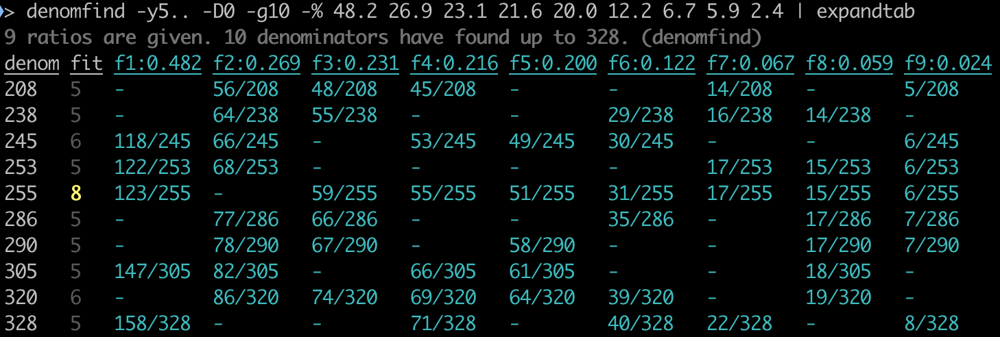 > denomfind -y5.. -D0 -g10 -% 48.2 26.9 23.1 21.6 20.0 12.2 6.7 5.9 2.4 | expandtab
9 ratios are given. 10 denominators have found up to 328. (denomfind)
denom fit f1:0.482 f2:0.269 f3:0.231 f4:0.216 f5:0.200 f6:0.122 f7:0.067 f8:0.059 f9:0.024
208 5 - 56/208 48/208 45/208 - - 14/208 - 5/208
238 5 - 64/238 55/238 - - 29/238 16/238 14/238 -
245 6 118/245 66/245 - 53/245 49/245 30/245 - - 6/245
253 5 122/253 68/253 - - - - 17/253 15/253 6/253
255 8 123/255 - 59/255 55/255 51/255 31/255 17/255 15/255 6/255
286 5 - 77/286 66/286 - - 35/286 - 17/286 7/286
290 5 - 78/290 67/290 - 58/290 - - 17/290 7/290
305 5 147/305 82/305 - 66/305 61/305 - - 18/305 -
320 6 - 86/320 74/320 69/320 64/320 39/320 - 19/320 -
328 5 158/328 - - 71/328 - 40/328 22/328 - 8/328